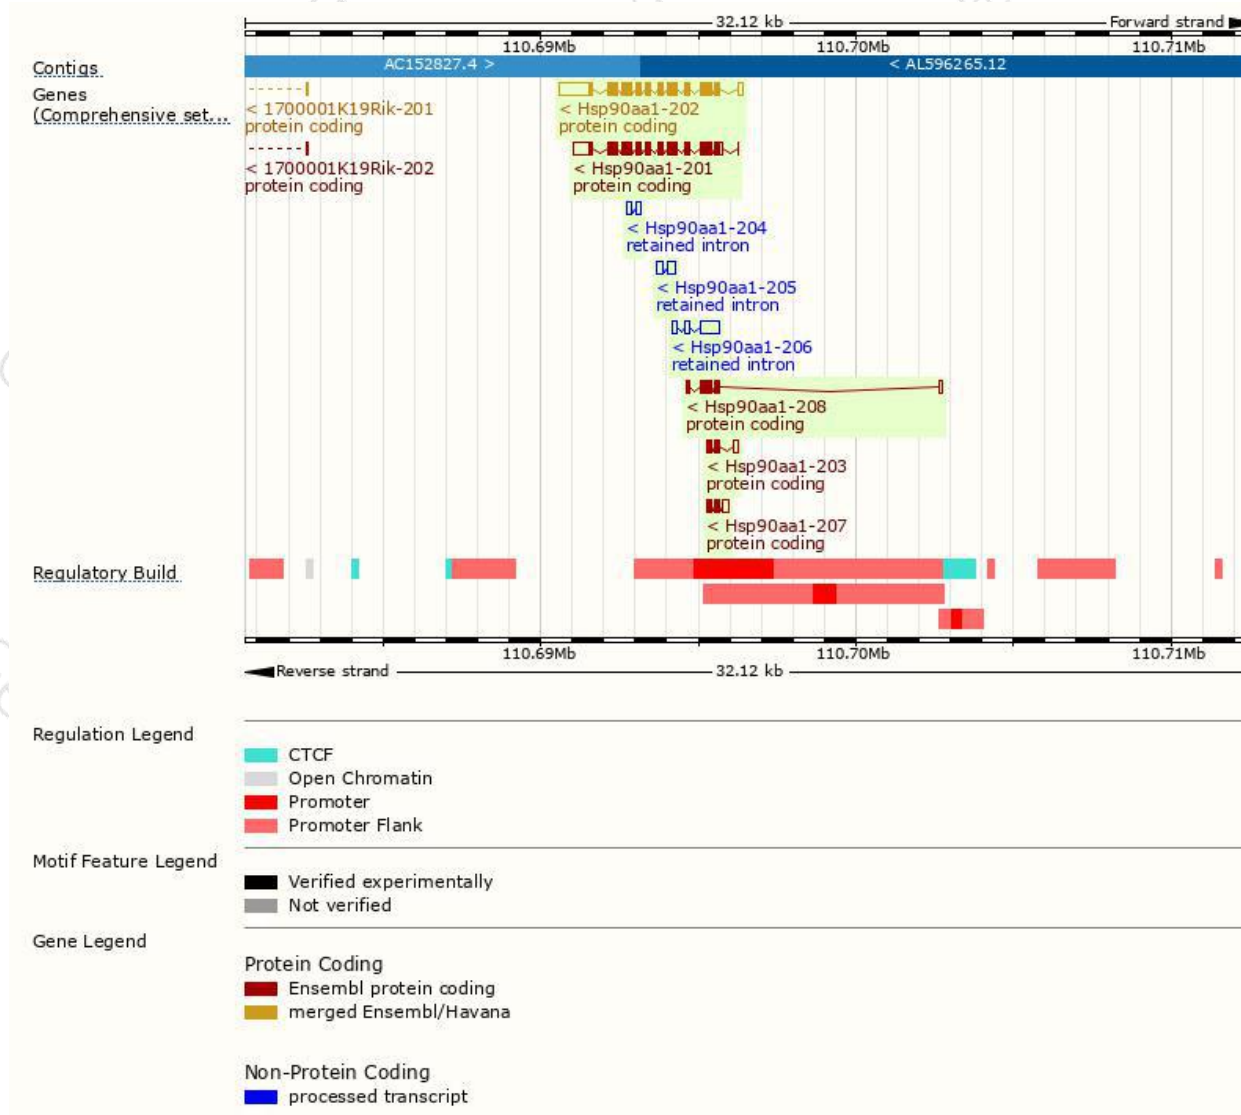 32.12 kb Forward strand
110.69Mb 110.70Mb 110.71Mb
Contigs AC152827.4 > < AL596265.12
Genes
(Comprehensive set...
< 1700001K19Rik-201 < Hsp90aa1-202
protein coding protein coding
< 1700001K19Rik-202 < Hsp90aa1-201
protein coding protein coding
< Hsp90aa1-204
retained intron
< Hsp90aa1-205
retained intron
< Hsp90aa1-206
retained intron
< Hsp90aa1-208
protein coding
< Hsp90aa1-203
protein coding
< Hsp90aa1-207
protein coding
Regulatory Build
110.69Mb 110.70Mb 110.71Mb
Reverse strand 32.12 kb
Regulation Legend
CTCF
Open Chromatin
Promoter
Promoter Flank
Motif Feature Legend
Verified experimentally
Not verified
Gene Legend
Protein Coding
Ensembl protein coding
merged Ensembl/Havana
Non-Protein Coding
processed transcript